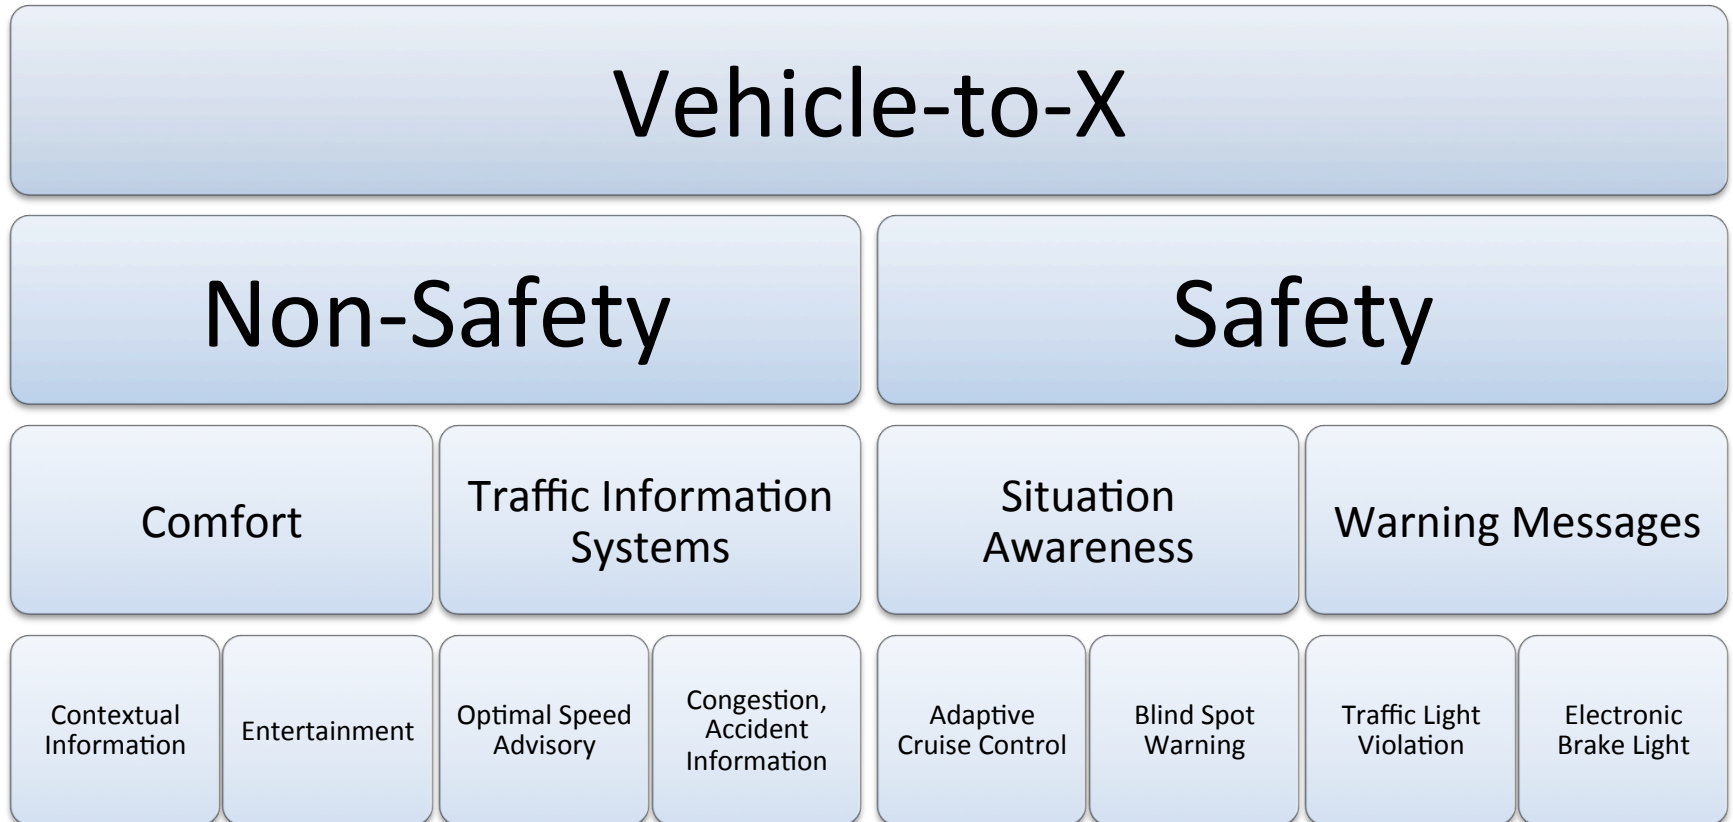 Vehicle-to-X
Non-Safety
Safety
Comfort
Traffic Information
Systems
Situation
Awareness
Warning Messages
Contextual
Information
Entertainment
Optimal Speed
Advisory
Congestion,
Accident
Information
Adaptive
Cruise Control
Blind Spot
Warning
Traffic Light
Violation
Electronic
Brake Light